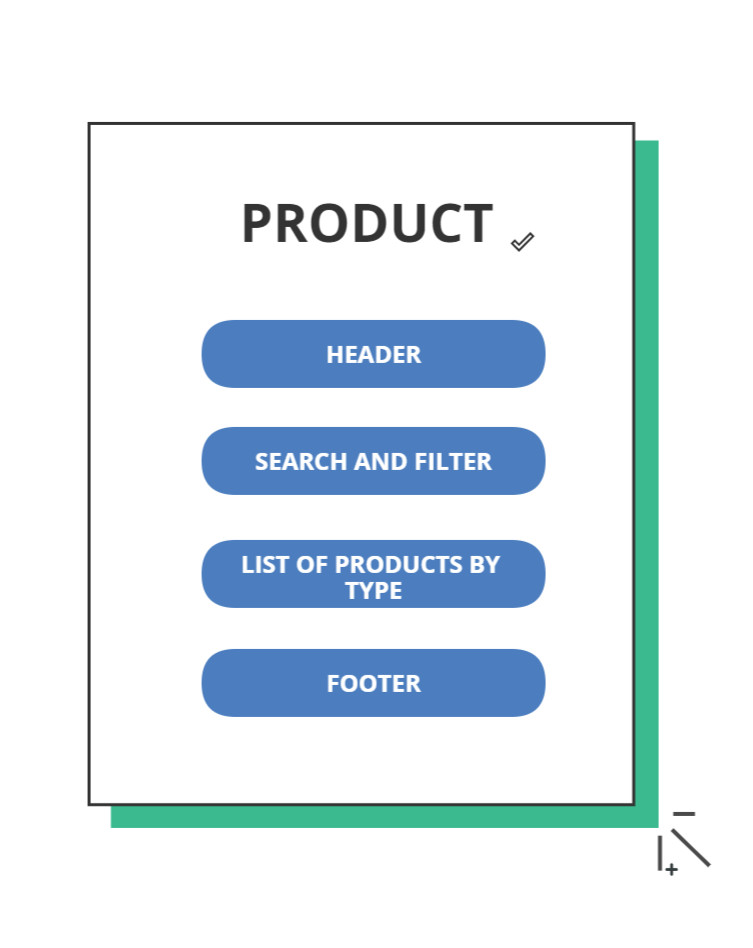 PRODUCT
HEADER
SEARCH AND FILTER
LIST OF PRODUCTS BY
TYPE
FOOTER